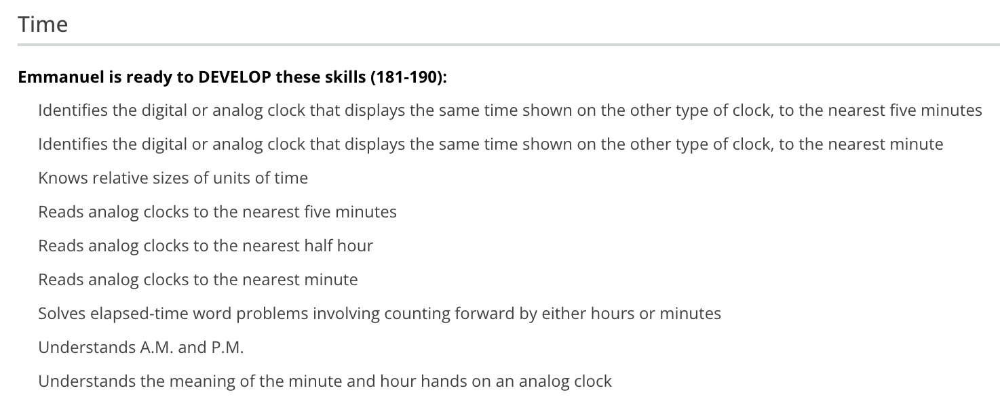 Time
Emmanuel is ready to DEVELOP these skills (181-190):
Identifies the digital or analog clock that displays the same time shown on the other type of clock, to the nearest five minutes
Identifies the digital or analog clock that displays the same time shown on the other type of clock, to the nearest minute
Knows relative sizes of units of time
Reads analog clocks to the nearest five minutes
Reads analog clocks to the nearest half hour
Reads analog clocks to the nearest minute
Solves elapsed-time word problems involving counting forward by either hours or minutes
Understands A.M. and P.M.
Understands the meaning of the minute and hour hands on an analog clock